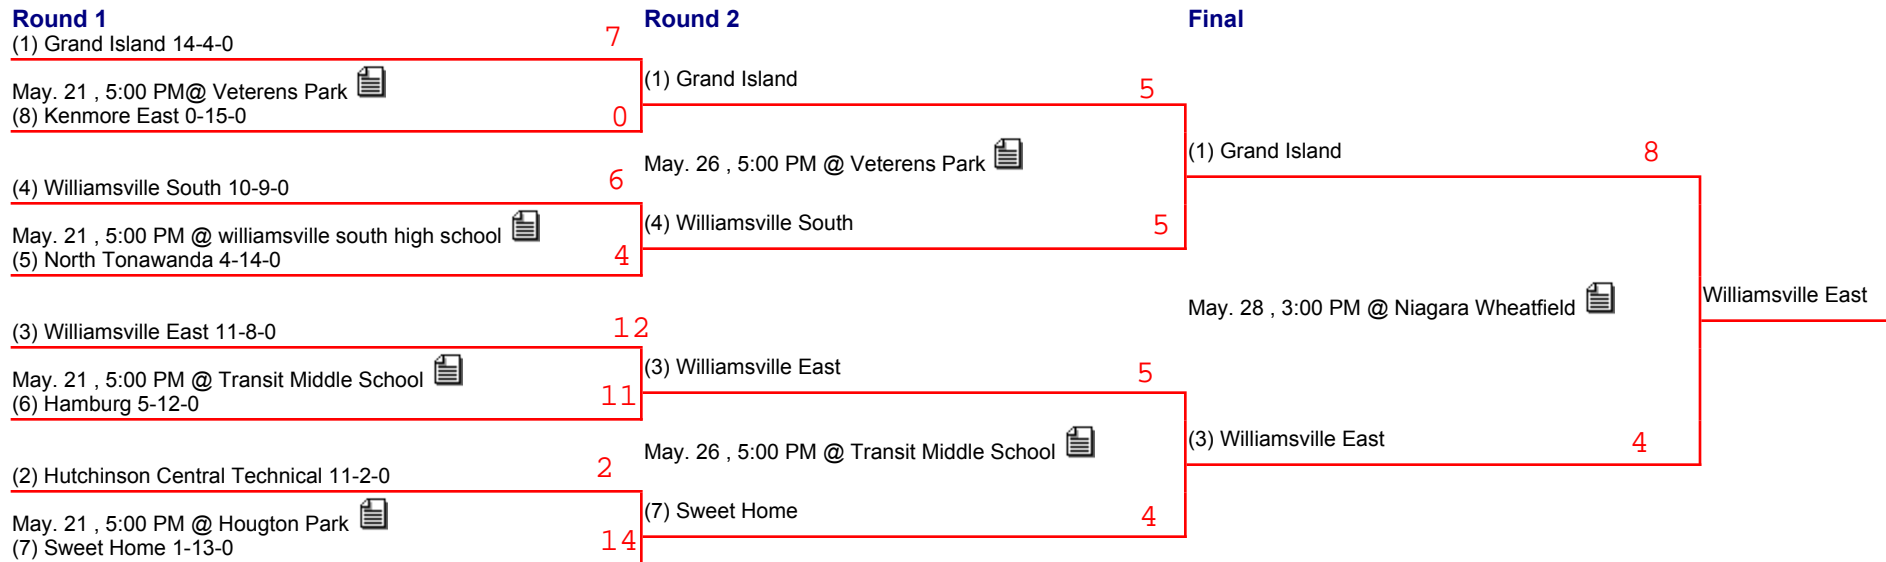 Round 1
(1) Grand Island 14-4-0 7
May. 21 , 5:00 PM@ Veterens Park
(8) Kenmore East 0-15-0 0
(4) Williamsville South 10-9-0 6
May. 21 , 5:00 PM @ williamsville south high school
(5) North Tonawanda 4-14-0 4
(3) Williamsville East 11-8-0 12
May. 21 , 5:00 PM @ Transit Middle School
(6) Hamburg 5-12-0 11
(2) Hutchinson Central Technical 11-2-0 2
May. 21 , 5:00 PM @ Hougton Park
(7) Sweet Home 1-13-0 14
Round 2
(1) Grand Island 5
May. 26 , 5:00 PM @ Veterens Park
(4) Williamsville South 5
(3) Williamsville East 5
May. 26 , 5:00 PM @ Transit Middle School
(7) Sweet Home 4
Final
(1) Grand Island 8
May. 28 , 3:00 PM @ Niagara Wheatfield
(3) Williamsville East 4
Williamsville East